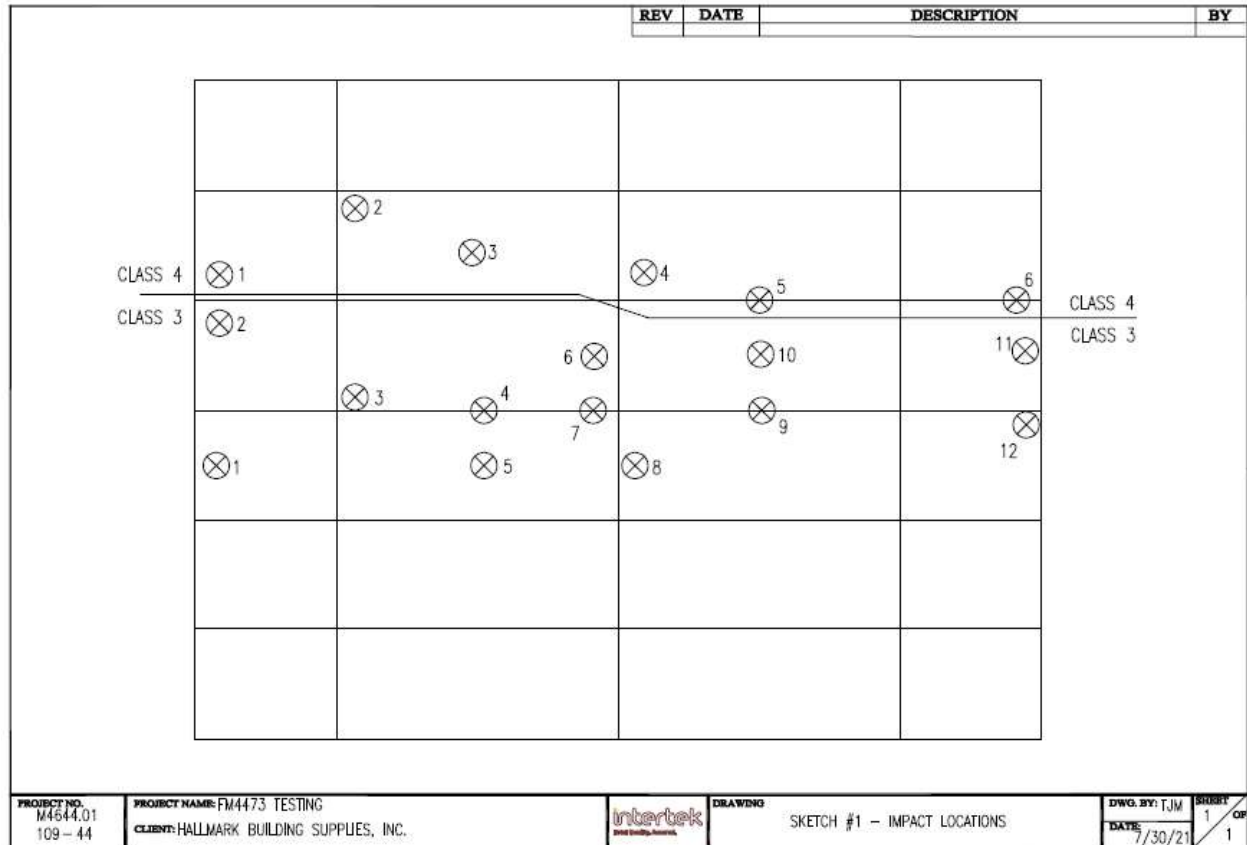 REV DATE DESCRIPTION BY
2
3
CLASS 4 1
4
5
6
CLASS 4
CLASS 3
2
CLASS 3
6
10
11
3
4
7
9
12
1
5
8
PROJECT NO.
M4644.01
109-44
PROJECT NAME: FM4473 TESTING
CLIENT: HALLMARK BUILDING SUPPLIES, INC.
intertek
Total Quality. Assured.
DRAWING
SKETCH #1 - IMPACT LOCATIONS
DWG. BY: TJM
DATE:
7/30/21
SHEET
1 OF
1